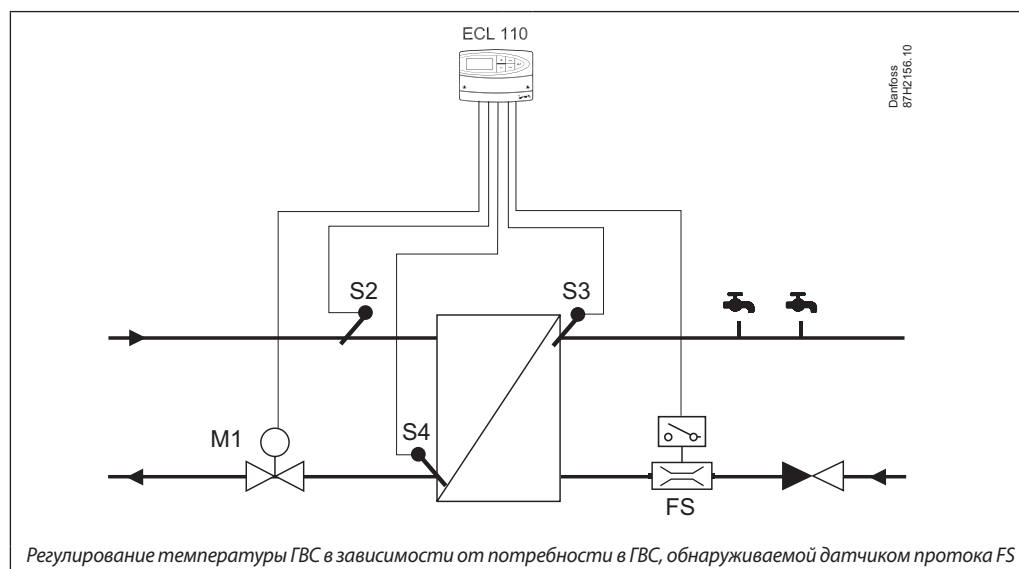 ECL 110
Danfoss
87H2156.10
S2
S3
M1
S4
FS
Регулирование температуры ГВС в зависимости от потребности в ГВС, обнаруживаемой датчиком протока FS